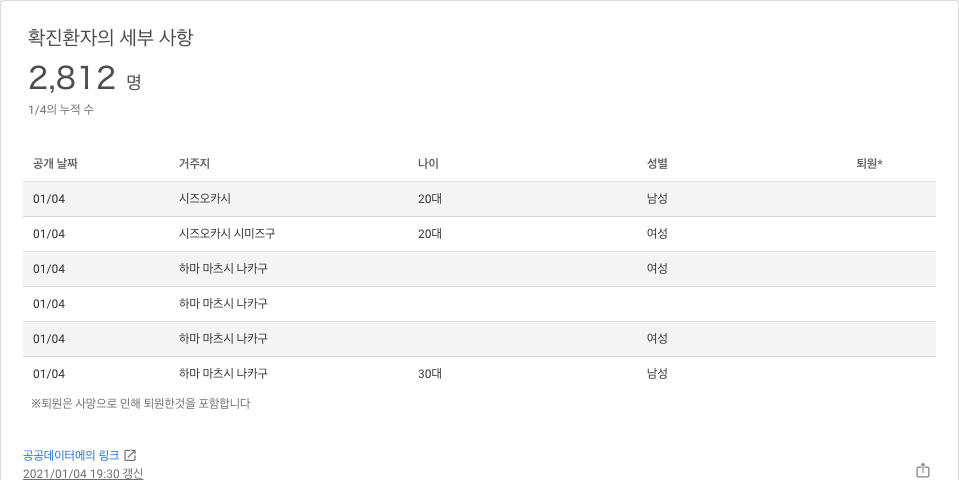 확진환자의 세부 사항
2,812 명
1/4의 누적 수
공개 날짜 거주지 나이 성별 퇴원*
01/04 시즈오카시 20대 남성
01/04 시즈오카시 시미즈구 20대 여성
01/04 하마 마츠시 나카구 여성
01/04 하마 마츠시 나카구
01/04 하마 마츠시 나카구 여성
01/04 하마 마츠시 나카구 30대 남성
※퇴원은 사망으로 인해 퇴원한것을 포함합니다
공공데이터에의 링크
2021/01/04 19:30 갱신